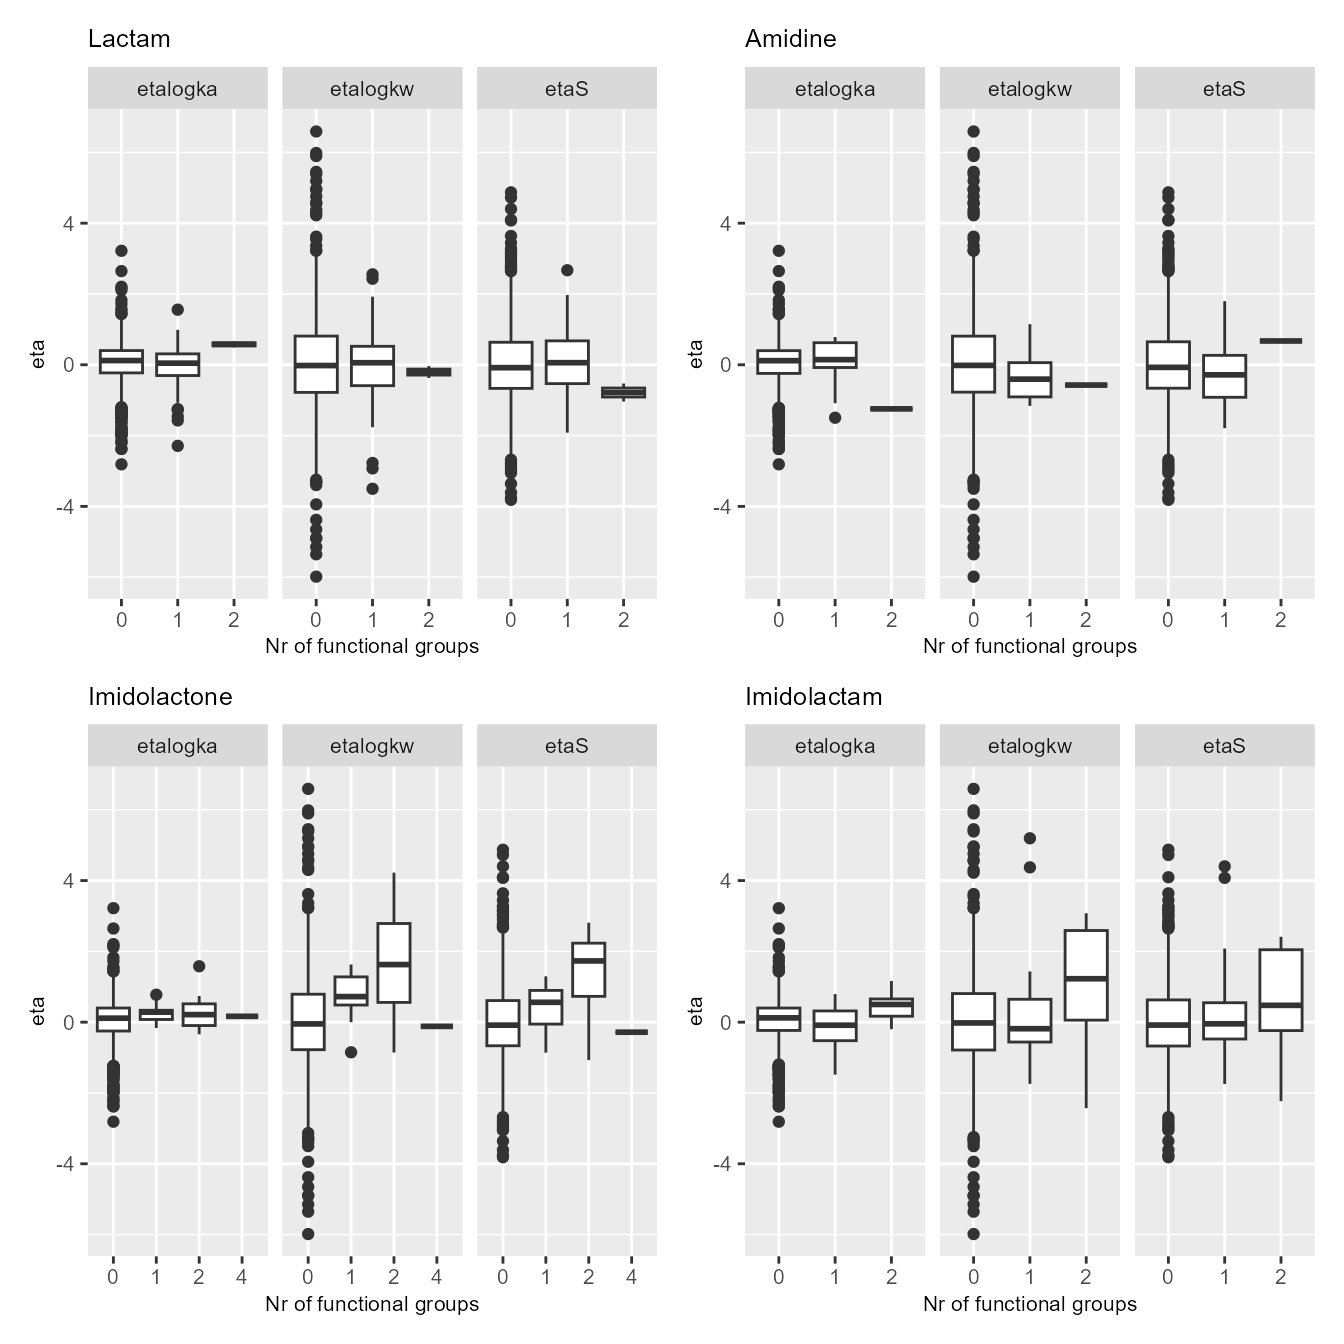 Lactam
etalogka etalogkw etaS
eta
4
0
-4
0 1 2 0 1 2 0 1 2
Nr of functional groups
Amidine
etalogka etalogkw etaS
eta
4
0
-4
0 1 2 0 1 2 0 1 2
Nr of functional groups
Imidolactone
etalogka etalogkw etaS
eta
4
0
-4
0 1 2 4 0 1 2 4 0 1 2 4
Nr of functional groups
Imidolactam
etalogka etalogkw etaS
eta
4
0
-4
0 1 2 0 1 2 0 1 2
Nr of functional groups